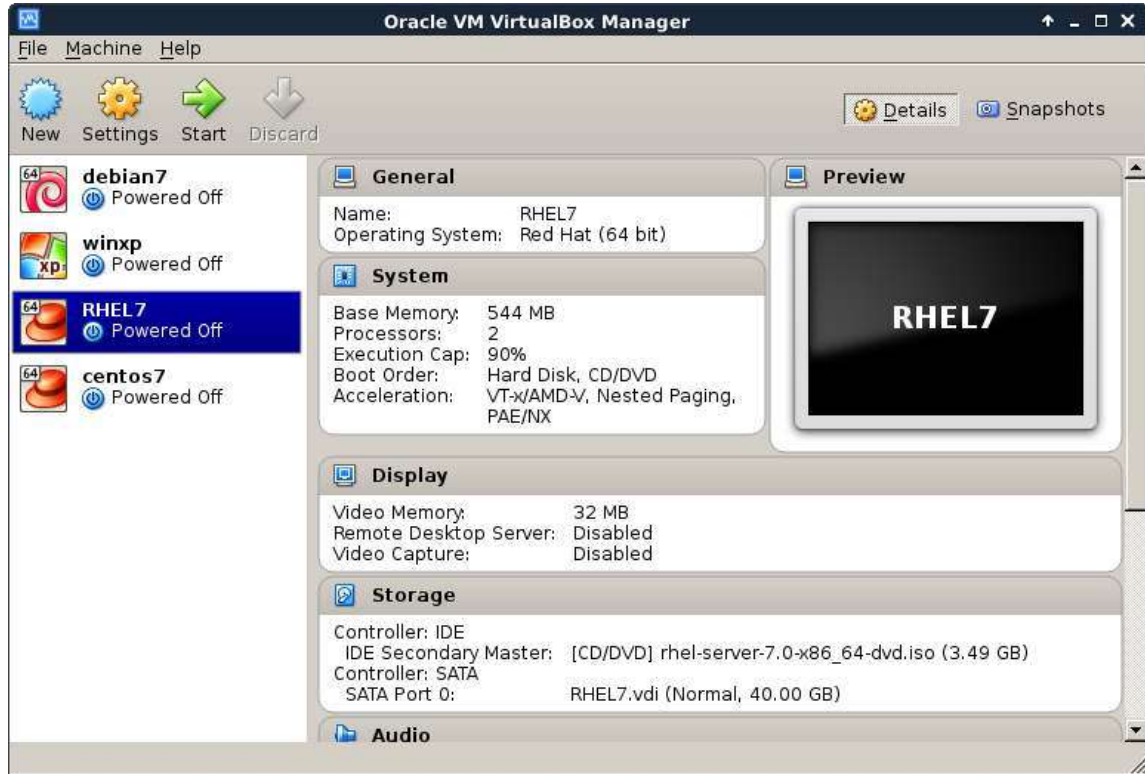 Oracle VM VirtualBox Manager
File Machine Help
New Settings Start Discard
Details Snapshots
64 debian7
Powered Off
xp winxp
Powered Off
64 RHEL7
Powered Off
64 centos7
Powered Off
General
Name: RHEL7
Operating System: Red Hat (64 bit)
System
Base Memory: 544 MB
Processors: 2
Execution Cap: 90%
Boot Order: Hard Disk, CD/DVD
Acceleration: VT-x/AMD-V, Nested Paging,
PAE/NX
Preview
RHEL7
Display
Video Memory: 32 MB
Remote Desktop Server: Disabled
Video Capture: Disabled
Storage
Controller: IDE
IDE Secondary Master: [CD/DVD] rhel-server-7.0-x86_64-dvd.iso (3.49 GB)
Controller: SATA
SATA Port 0: RHEL7.vdi (Normal, 40.00 GB)
Audio